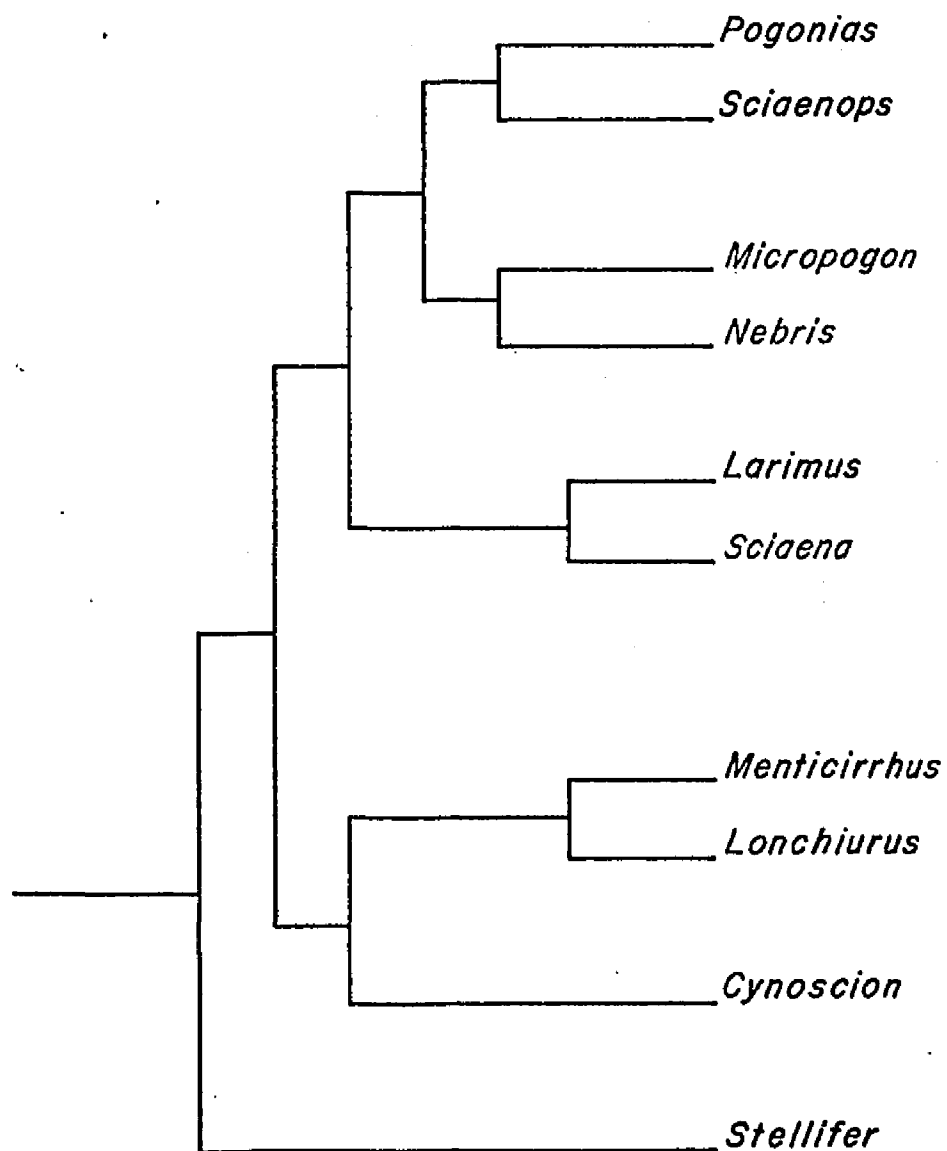 Pogonias
Sciaenops
Micropogon
Nebris
Larimus
Sciaena
Menticirrhus
Lonchiurus
Cynoscion
Stellifer